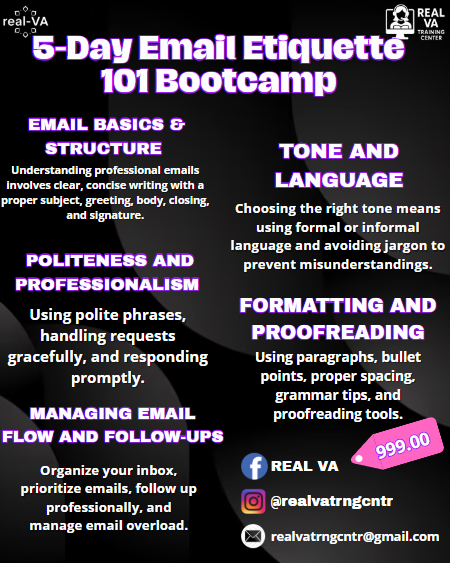 real-VA
REAL
VA
TRAINING
CENTER
5-Day Email Etiquette
101 Bootcamp
EMAIL BASICS &
STRUCTURE
Understanding professional emails
involves clear, concise writing with a
proper subject, greeting, body, closing,
and signature.
TONE AND
LANGUAGE
Choosing the right tone means
using formal or informal
language and avoiding jargon to
prevent misunderstandings.
POLITENESS AND
PROFESSIONALISM
Using polite phrases,
handling requests
gracefully, and responding
promptly.
FORMATTING AND
PROOFREADING
Using paragraphs, bullet
points, proper spacing,
grammar tips, and
proofreading tools.
MANAGING EMAIL
FLOW AND FOLLOW-UPS
Organize your inbox,
prioritize emails, follow up
professionally, and
manage email overload.
999.00
REAL VA
@realvatrngcntr
realvatrngcntr@gmail.com